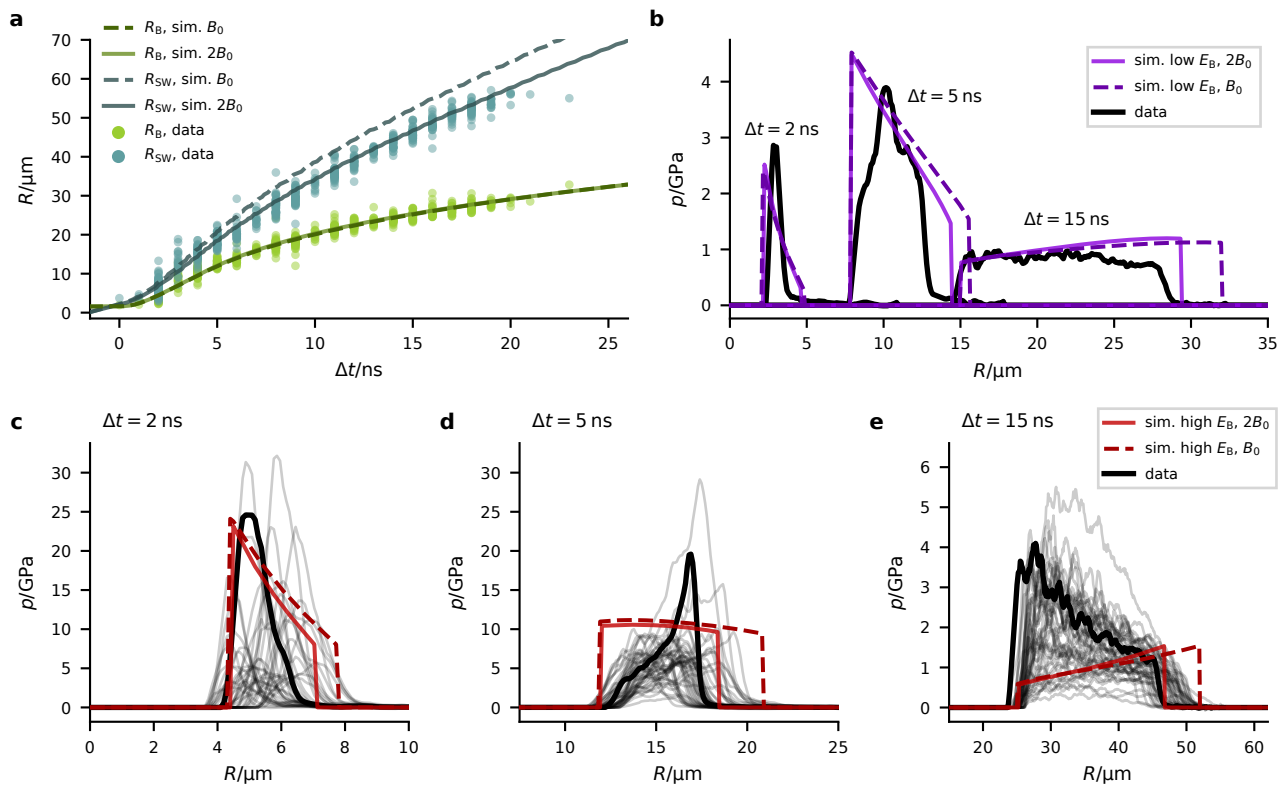 a
R_B, sim. B_0
R_B, sim. 2B_0
R_SW, sim. B_0
R_SW, sim. 2B_0
R_B, data
R_SW, data
70
60
50
40
30
20
10
0
R/μm
0
5
10
15
20
25
Δt/ns
b
sim. low E_B, 2B_0
sim. low E_B, B_0
data
Δt = 2 ns
Δt = 5 ns
Δt = 15 ns
4
3
2
1
0
p/GPa
0
5
10
15
20
25
30
35
R/μm
c
Δt = 2 ns
30
25
20
15
10
5
0
p/GPa
0
2
4
6
8
10
R/μm
d
Δt = 5 ns
30
25
20
15
10
5
0
p/GPa
10
15
20
25
R/μm
e
Δt = 15 ns
sim. high E_B, 2B_0
sim. high E_B, B_0
data
6
5
4
3
2
1
0
p/GPa
20
30
40
50
60
R/μm